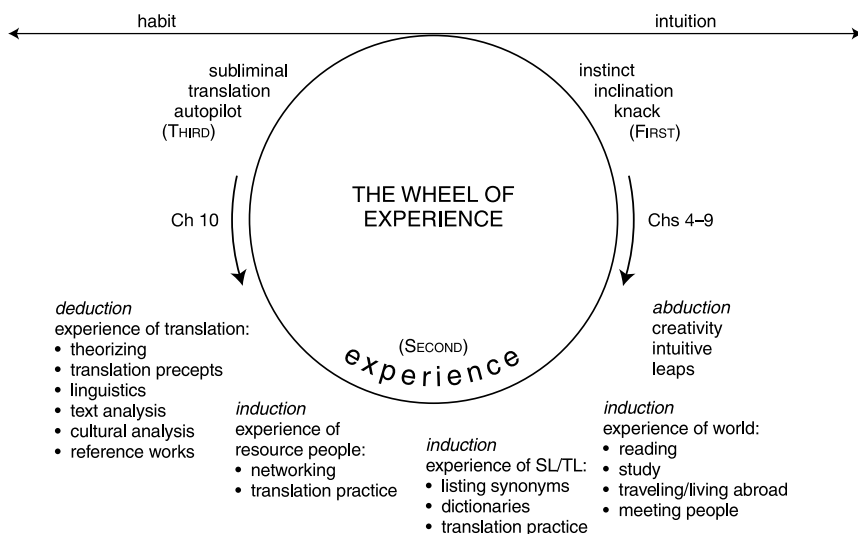 habit
intuition
subliminal
translation
autopilot
(THIRD)
instinct
inclination
knack
(FIRST)
THE WHEEL OF
EXPERIENCE
Ch 10
Chs 4–9
deduction
experience of translation:
• theorizing
• translation precepts
• linguistics
• text analysis
• cultural analysis
• reference works
(SECOND)
experience
abduction
creativity
intuitive
leaps
induction
experience of
resource people:
• networking
• translation practice
induction
experience of SL/TL:
• listing synonyms
• dictionaries
• translation practice
induction
experience of world:
• reading
• study
• traveling/living abroad
• meeting people